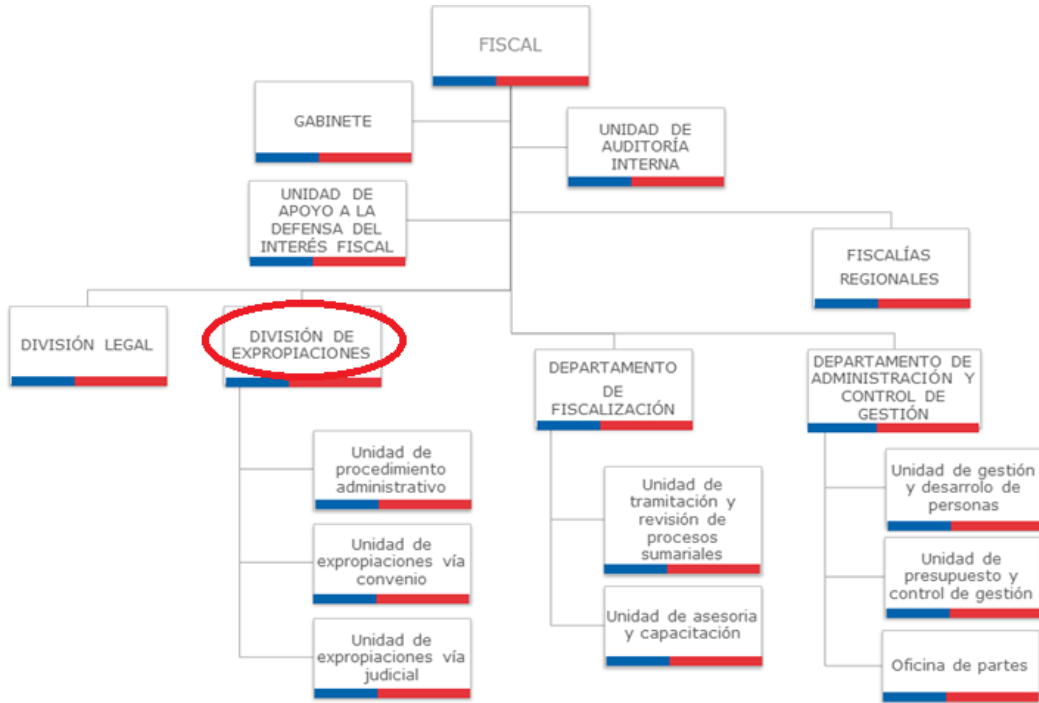 FISCAL
GABINETE
UNIDAD DE
AUDITORÍA
INTERNA
UNIDAD DE
APOYO A LA
DEFENSA DEL
INTERÉS FISCAL
FISCALÍAS
REGIONALES
DIVISIÓN LEGAL
DIVISIÓN DE
EXPROPIACIONES
DEPARTAMENTO
DE
FISCALIZACIÓN
DEPARTAMENTO DE
ADMINISTRACIÓN Y
CONTROL DE
GESTIÓN
Unidad de
procedimiento
administrativo
Unidad de
expropiaciones vía
convenio
Unidad de
expropiaciones vía
judicial
Unidad de
tramitación y
revisión de
procesos
sumariales
Unidad de asesoria
y capacitación
Unidad de gestión
y desarrolo de
personas
Unidad de
presupuesto y
control de gestión
Oficina de partes